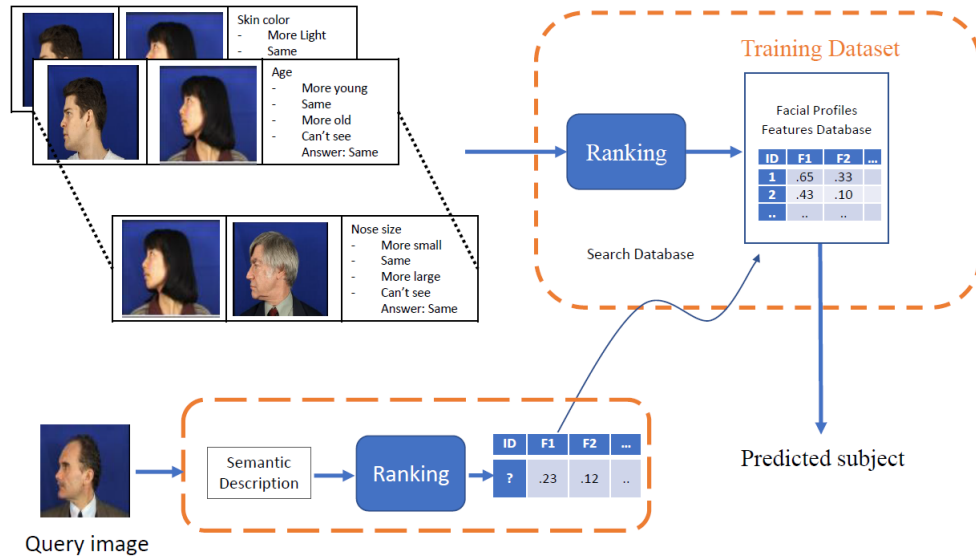 Skin color
- More Light
- Same
Age
- More young
- Same
- More old
- Can't see
Answer: Same
Nose size
- More small
- Same
- More large
- Can't see
Answer: Same
Training Dataset
Ranking
Facial Profiles
Features Database
ID F1 F2 ...
1 .65 .33
2 .43 .10
.. .. ..
Search Database
Query image
Semantic
Description
Ranking
ID F1 F2 ...
? .23 .12 ..
Predicted subject